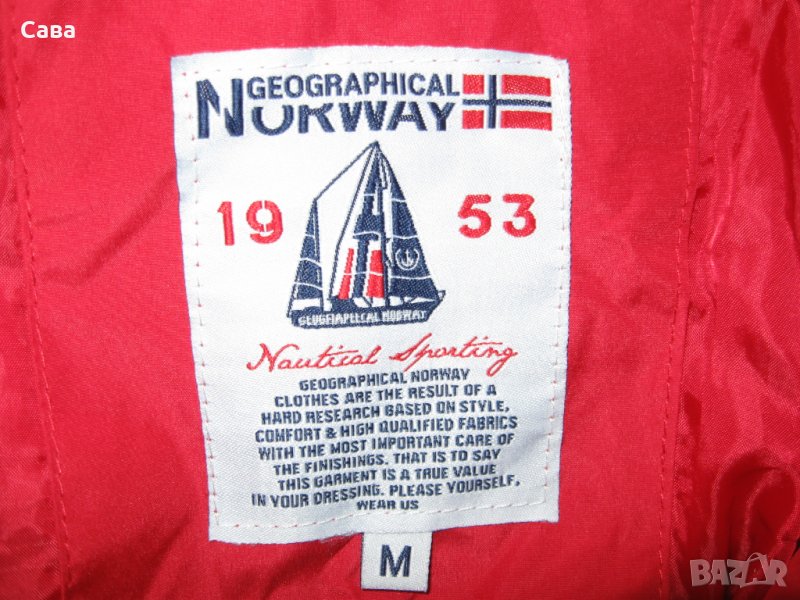 Сава
GEOGRAPHICAL
NORWAY
19 53
GEOGRAPHICAL NORWAY
Nautical Sporting
GEOGRAPHICAL NORWAY
CLOTHES ARE THE RESULT OF A
HARD RESEARCH BASED ON STYLE,
COMFORT & HIGH QUALIFIED FABRICS
WITH THE MOST IMPORTANT CARE OF
THE FINISHINGS. THAT IS TO SAY
THIS GARMENT IS A TRUE VALUE
IN YOUR DRESSING. PLEASE YOURSELF,
WEAR US
M
BAZAR